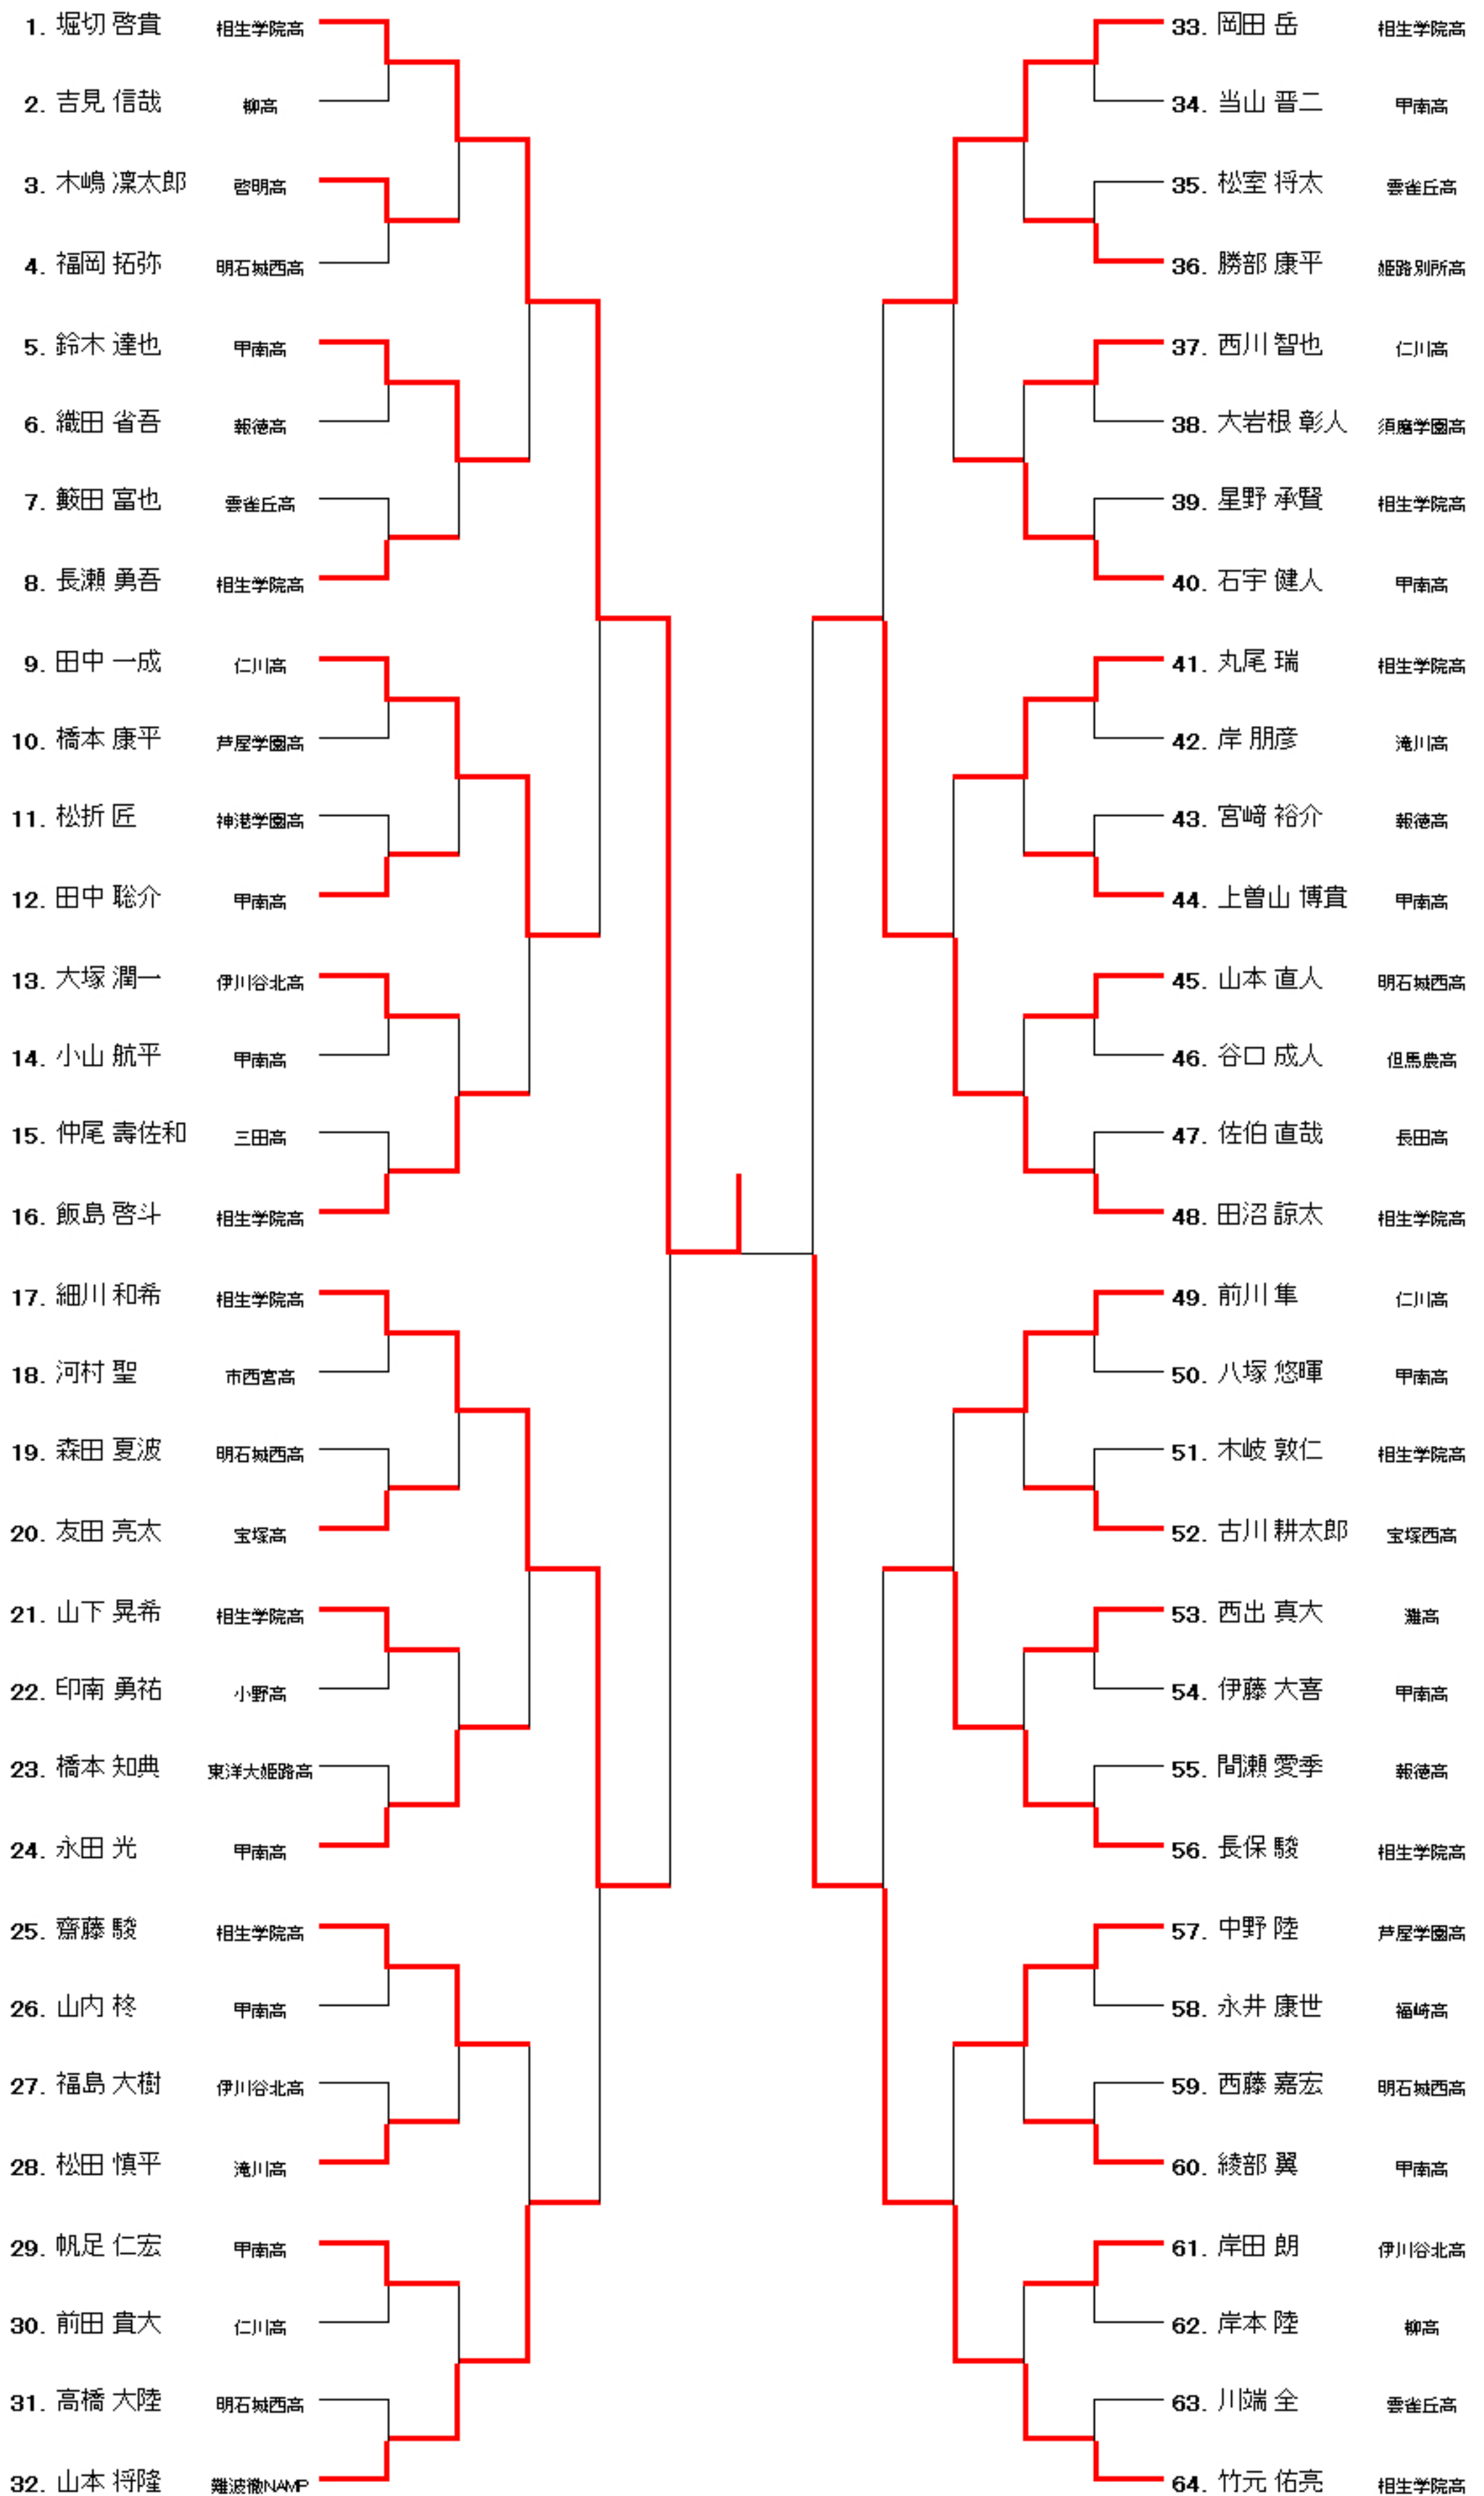 1. 堀切 啓貴 相生学院高
2. 吉見 信哉 柳高
3. 木嶋 凜太郎 啓明高
4. 福岡 拓弥 明石城西高
5. 鈴木 達也 甲南高
6. 織田 省吾 報徳高
7. 籔田 富也 雲雀丘高
8. 長瀬 勇吾 相生学院高
9. 田中 一成 仁川高
10. 橋本 康平 芦屋学園高
11. 松折 匠 神港学園高
12. 田中 聡介 甲南高
13. 大塚 潤一 伊川谷北高
14. 小山 航平 甲南高
15. 仲尾 壽佐和 三田高
16. 飯島 啓斗 相生学院高
17. 細川 和希 相生学院高
18. 河村 聖 市西宮高
19. 森田 夏波 明石城西高
20. 友田 亮太 宝塚高
21. 山下 晃希 相生学院高
22. 印南 勇祐 小野高
23. 橋本 知典 東洋大姫路高
24. 永田 光 甲南高
25. 齋藤 駿 相生学院高
26. 山内 柊 甲南高
27. 福島 大樹 伊川谷北高
28. 松田 慎平 滝川高
29. 帆足 仁宏 甲南高
30. 前田 貴大 仁川高
31. 高橋 大陸 明石城西高
32. 山本 将隆 難波徹NAMP
33. 岡田 岳 相生学院高
34. 当山 晋二 甲南高
35. 松室 将太 雲雀丘高
36. 勝部 康平 姫路別所高
37. 西川 智也 仁川高
38. 大岩根 彰人 須磨学園高
39. 星野 承賢 相生学院高
40. 石宇 健人 甲南高
41. 丸尾 瑞 相生学院高
42. 岸 朋彦 滝川高
43. 宮﨑 裕介 報徳高
44. 上曽山 博貴 甲南高
45. 山本 直人 明石城西高
46. 谷口 成人 但馬農高
47. 佐伯 直哉 長田高
48. 田沼 諒太 相生学院高
49. 前川 隼 仁川高
50. 八塚 悠暉 甲南高
51. 木岐 敦仁 相生学院高
52. 古川 耕太郎 宝塚西高
53. 西出 真大 灘高
54. 伊藤 大喜 甲南高
55. 間瀬 愛季 報徳高
56. 長保 駿 相生学院高
57. 中野 陸 芦屋学園高
58. 永井 康世 福崎高
59. 西藤 嘉宏 明石城西高
60. 綾部 翼 甲南高
61. 岸田 朗 伊川谷北高
62. 岸本 陸 柳高
63. 川端 全 雲雀丘高
64. 竹元 佑亮 相生学院高